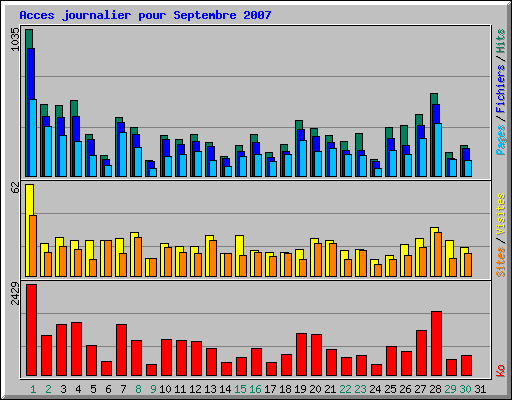 Acces journalier pour Septembre 2007
1035
Pages / Fichiers / Hits
62
Sites / Visites
2429
Ko
1 2 3 4 5 6 7 8 9 10 11 12 13 14 15 16 17 18 19 20 21 22 23 24 25 26 27 28 29 30 31